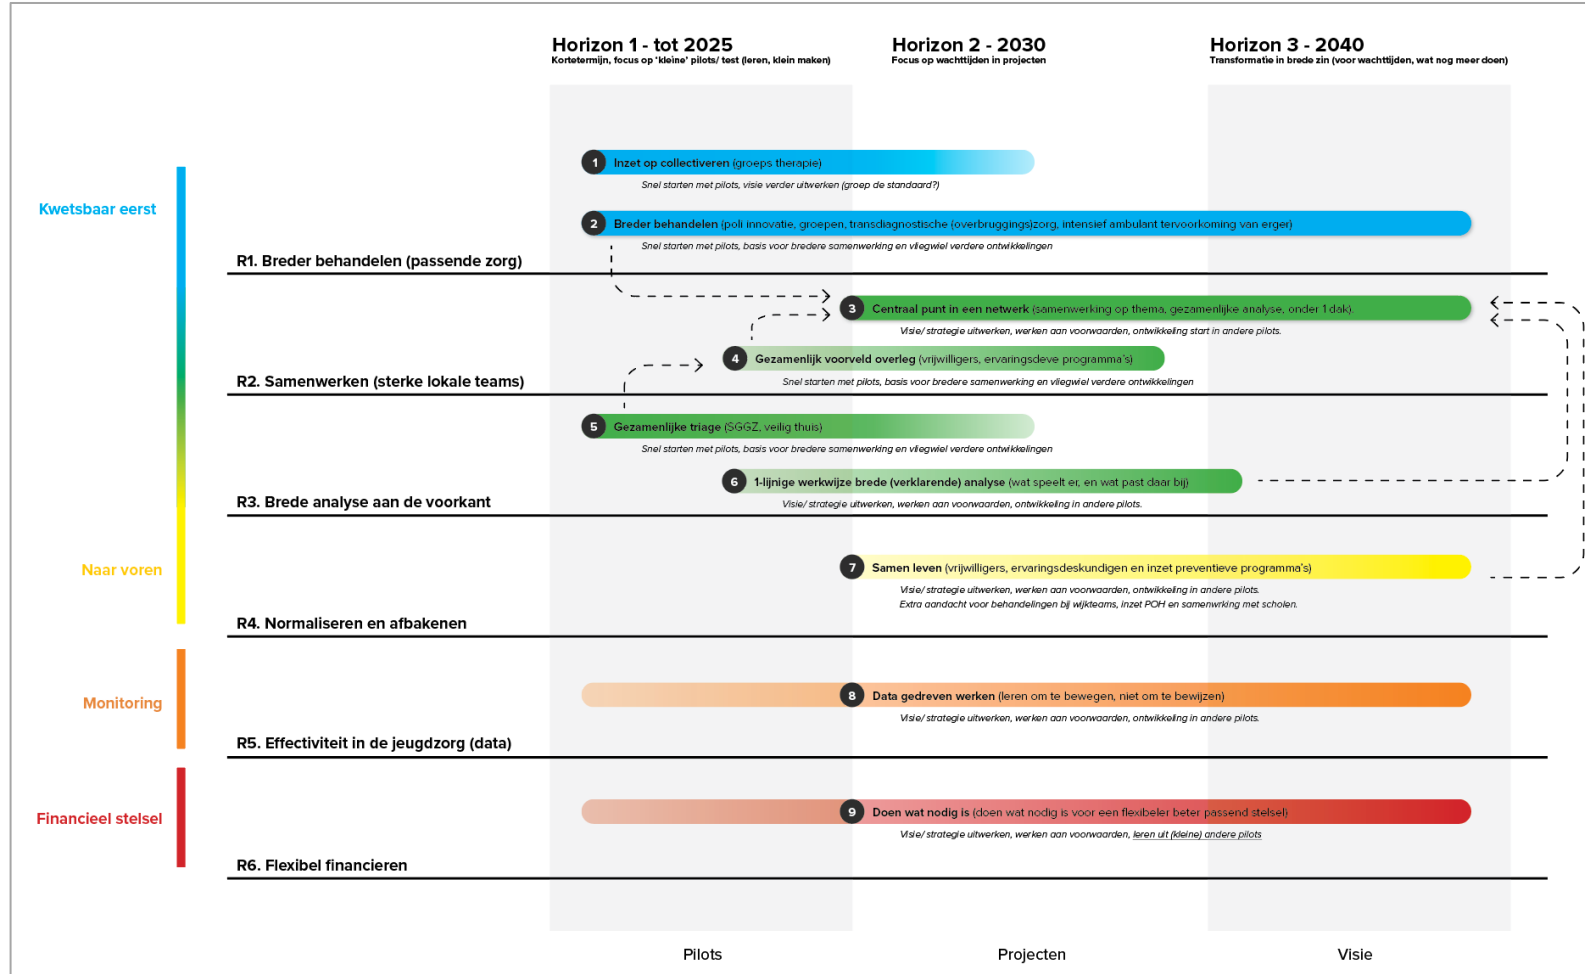 Horizon 1 - tot 2025
Kortetermijn, focus op ‘kleine’ pilots/ test (leren, klein maken)
Horizon 2 - 2030
Focus op wachttijden in projecten
Horizon 3 - 2040
Transformatie in brede zin (voor wachttijden, wat nog meer doen)
Kwetsbaar eerst
1 Inzet op collectiveren (groeps therapie)
Snel starten met pilots, visie verder uitwerken (groep de standaard?)
2 Breder behandelen (poli innovatie, groepen, transdiagnostische (overbruggings)zorg, intensief ambulant tervoorkoming van erger)
Snel starten met pilots, basis voor bredere samenwerking en vliegwiel verdere ontwikkelingen
R1. Breder behandelen (passende zorg)
3 Centraal punt in een netwerk (samenwerking op thema, gezamenlijke analyse, onder 1 dak).
Visie/ strategie uitwerken, werken aan voorwaarden, ontwikkeling start in andere pilots.
4 Gezamenlijk voorveld overleg (vrijwilligers, ervaringsdeve programma’s)
Snel starten met pilots, basis voor bredere samenwerking en vliegwiel verdere ontwikkelingen
R2. Samenwerken (sterke lokale teams)
5 Gezamenlijke triage (SGGZ, veilig thuis)
Snel starten met pilots, basis voor bredere samenwerking en vliegwiel verdere ontwikkelingen
6 1-lijnige werkwijze brede (verklarende) analyse (wat speelt er, en wat past daar bij)
Visie/ strategie uitwerken, werken aan voorwaarden, ontwikkeling in andere pilots.
R3. Brede analyse aan de voorkant
Naar voren
7 Samen leven (vrijwilligers, ervaringsdeskundigen en inzet preventieve programma’s)
Visie/ strategie uitwerken, werken aan voorwaarden, ontwikkeling in andere pilots.
Extra aandacht voor behandelingen bij wijkteams, inzet POH en samenwrking met scholen.
R4. Normaliseren en afbakenen
Monitoring
8 Data gedreven werken (leren om te bewegen, niet om te bewijzen)
Visie/ strategie uitwerken, werken aan voorwaarden, ontwikkeling in andere pilots.
R5. Effectiviteit in de jeugdzorg (data)
Financieel stelsel
9 Doen wat nodig is (doen wat nodig is voor een flexibeler beter passend stelsel)
Visie/ strategie uitwerken, werken aan voorwaarden, leren uit (kleine) andere pilots
R6. Flexibel financieren
Pilots
Projecten
Visie